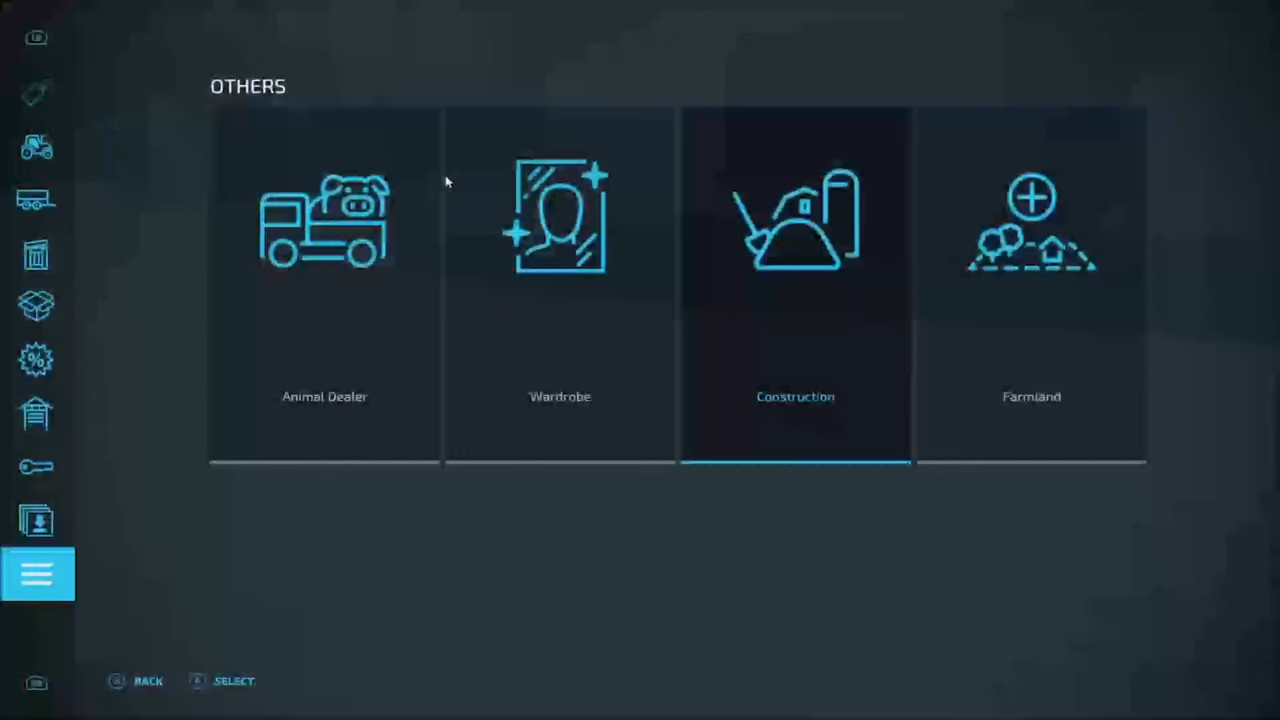 OTHERS
Animal Dealer
Wardrobe
Construction
Farmland
BACK
SELECT